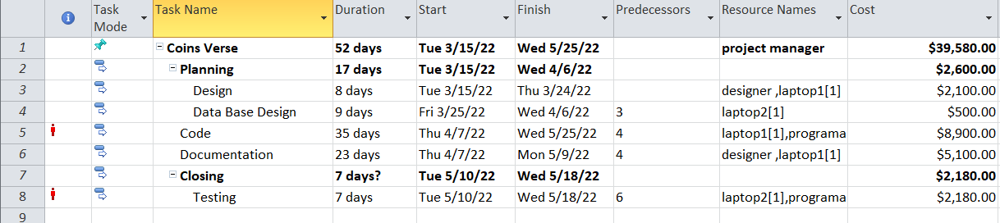 Task Mode Task Name Duration Start Finish Predecessors Resource Names Cost
1 Coins Verse 52 days Tue 3/15/22 Wed 5/25/22 project manager $39,580.00
2 Planning 17 days Tue 3/15/22 Wed 4/6/22 $2,600.00
3 Design 8 days Tue 3/15/22 Thu 3/24/22 designer ,laptop1[1] $2,100.00
4 Data Base Design 9 days Fri 3/25/22 Wed 4/6/22 3 laptop2[1] $500.00
5 Code 35 days Thu 4/7/22 Wed 5/25/22 4 laptop1[1],programa $8,900.00
6 Documentation 23 days Thu 4/7/22 Mon 5/9/22 4 designer ,laptop1[1] $5,100.00
7 Closing 7 days? Tue 5/10/22 Wed 5/18/22 $2,180.00
8 Testing 7 days Tue 5/10/22 Wed 5/18/22 6 laptop2[1],programa $2,180.00
9